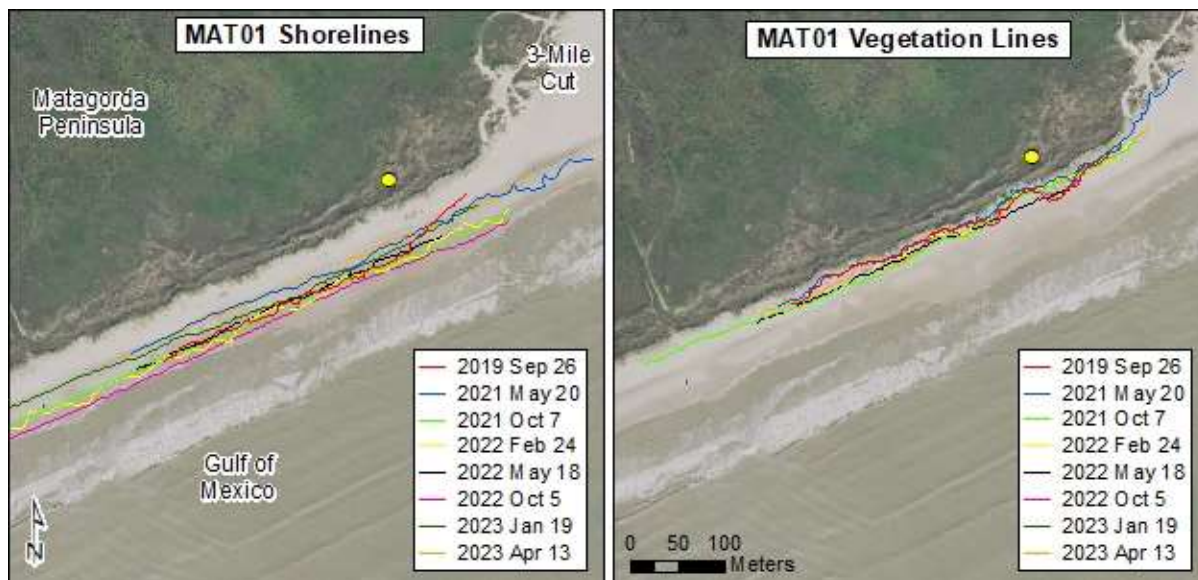 MAT01 Shorelines
3-Mile
Cut
Matagorda
Peninsula
2019 Sep 26
2021 May 20
2021 Oct 7
2022 Feb 24
2022 May 18
2022 Oct 5
2023 Jan 19
2023 Apr 13
Gulf of
Mexico
N
MAT01 Vegetation Lines
2019 Sep 26
2021 May 20
2021 Oct 7
2022 Feb 24
2022 May 18
2022 Oct 5
2023 Jan 19
2023 Apr 13
0 50 100
Meters